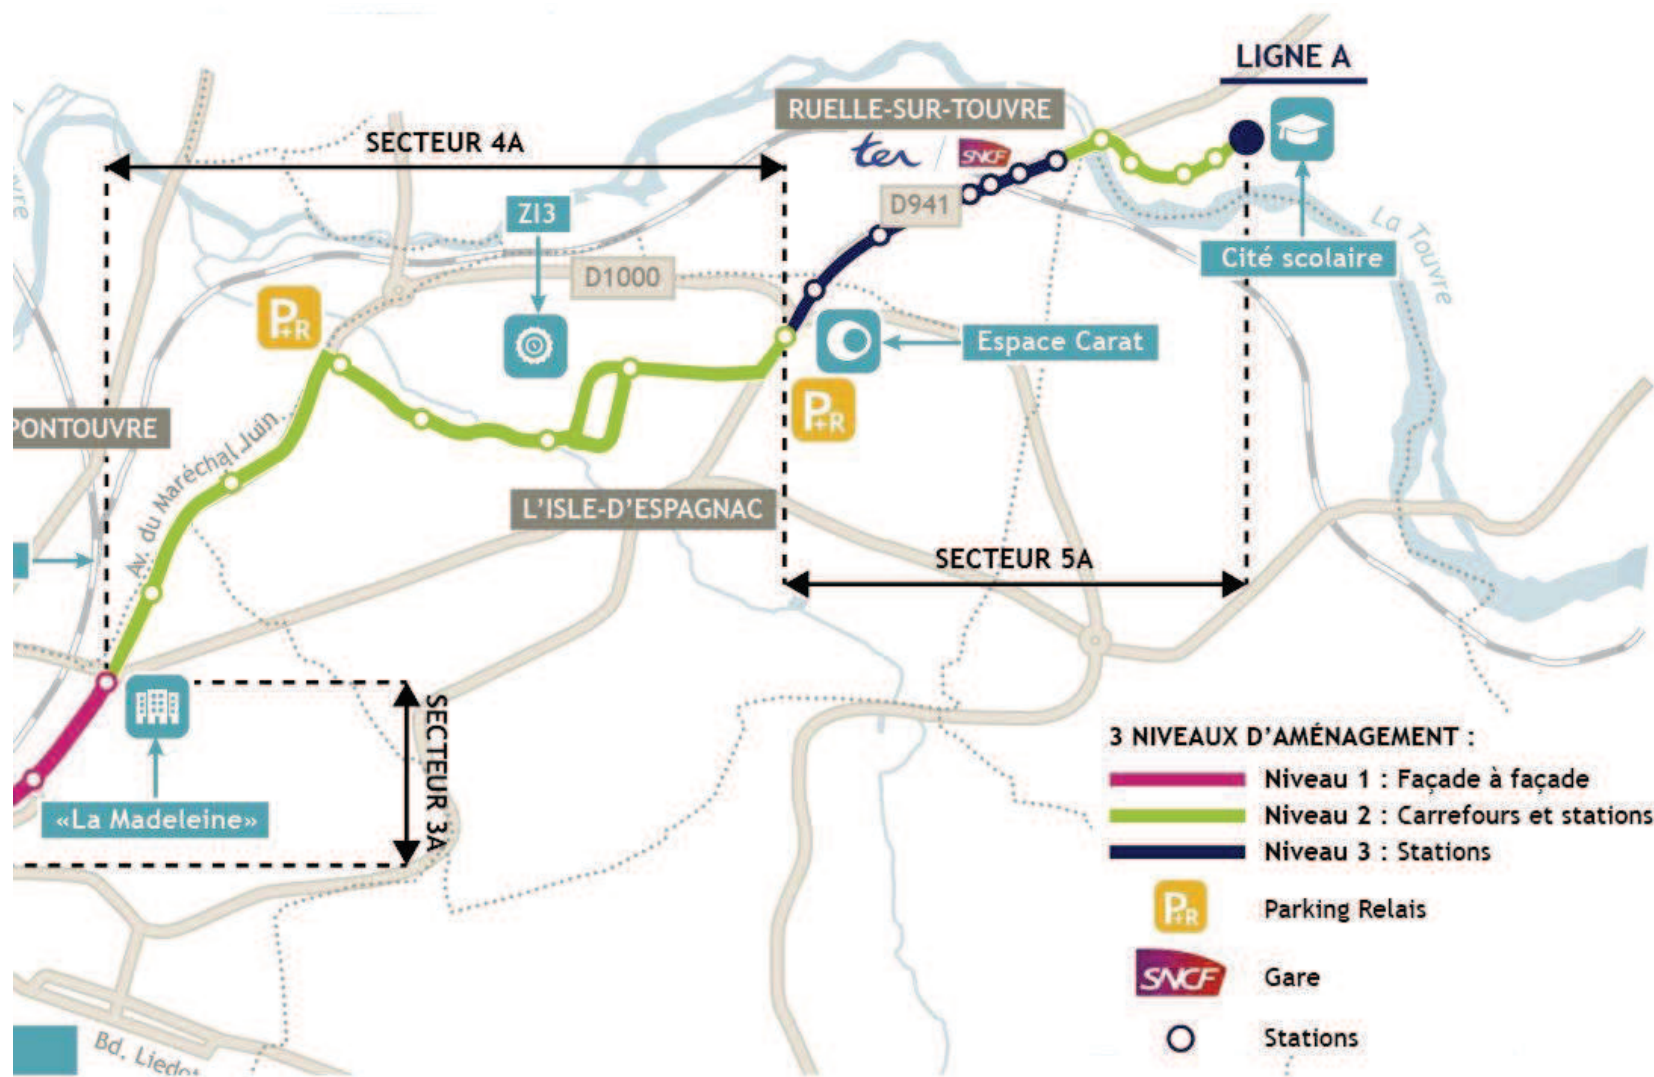 LIGNE A
RUELLE-SUR-TOUVRE
SECTEUR 4A
ter / SNCF
D941
ZI3
La Touvre
Cité scolaire
D1000
P+R
Espace Carat
P+R
PONTOUVRE
Av. du Maréchal Juin
L'ISLE-D'ESPAGNAC
SECTEUR 5A
SECTEUR 3A
«La Madeleine»
3 NIVEAUX D'AMÉNAGEMENT :
Niveau 1 : Façade à façade
Niveau 2 : Carrefours et stations
Niveau 3 : Stations
P+R Parking Relais
SNCF Gare
Stations
Bd. Liedot